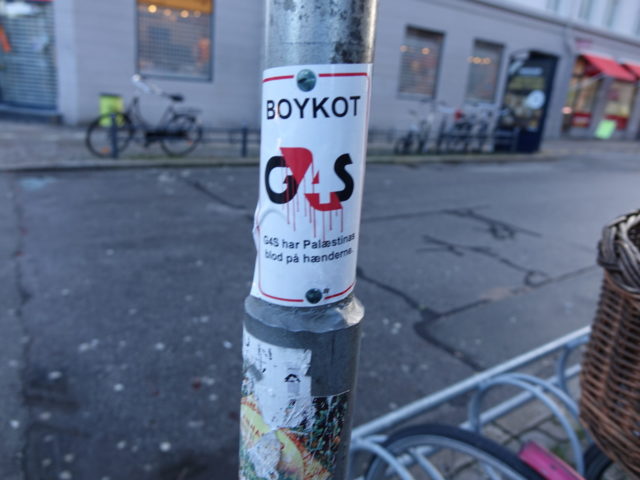 BOYKOT
G4S
G4S har Palæstinas
blod på hænderne.